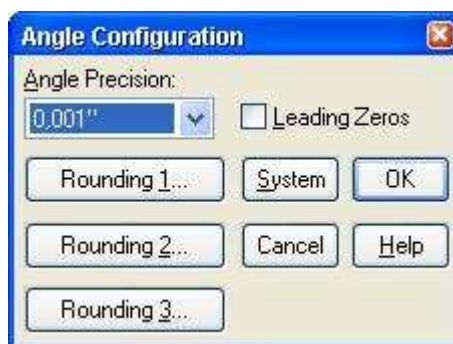 Angle Configuration
Angle Precision:
0,001"
Leading Zeros
Rounding 1...
System
OK
Rounding 2...
Cancel
Help
Rounding 3...